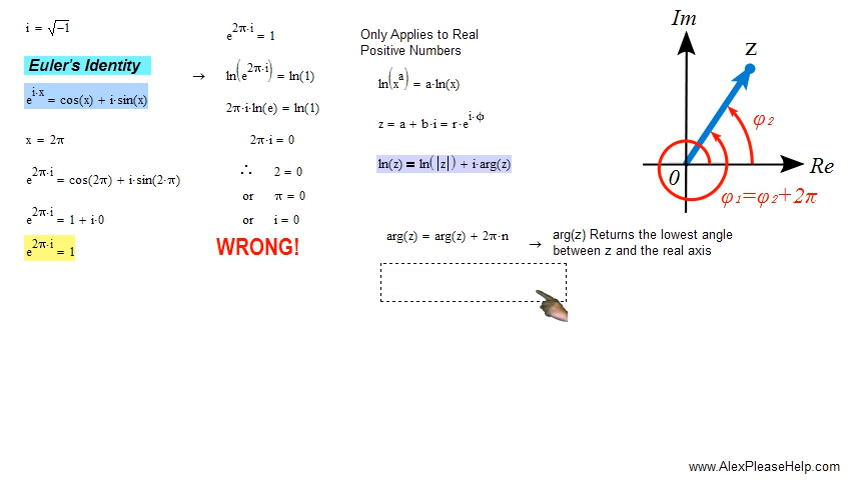 i = √−1
Euler's Identity
e^{i·x} = cos(x) + i·sin(x)
x = 2π
e^{2π·i} = cos(2π) + i·sin(2·π)
e^{2π·i} = 1 + i·0
e^{2π·i} = 1
→
e^{2π·i} = 1
ln(e^{2π·i}) = ln(1)
2π·i·ln(e) = ln(1)
2π·i = 0
∴ 2 = 0
or π = 0
or i = 0
WRONG!
Only Applies to Real
Positive Numbers
ln(x^a) = a·ln(x)
z = a + b·i = r·e^{i·ϕ}
ln(z) = ln(|z|) + i·arg(z)
arg(z) = arg(z) + 2π·n
→
arg(z) Returns the lowest angle
between z and the real axis
Im
z
φ2
0
Re
φ1=φ2+2π
www.AlexPleaseHelp.com